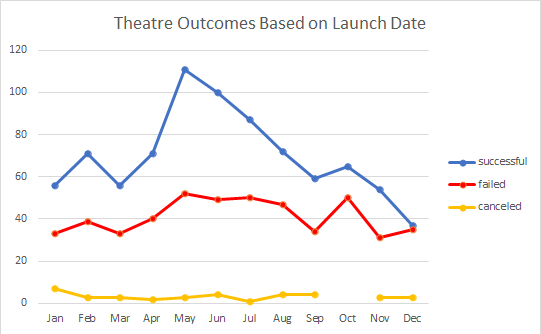 Theatre Outcomes Based on Launch Date
120
100
80
60
40
20
0
Jan Feb Mar Apr May Jun Jul Aug Sep Oct Nov Dec
successful
failed
canceled